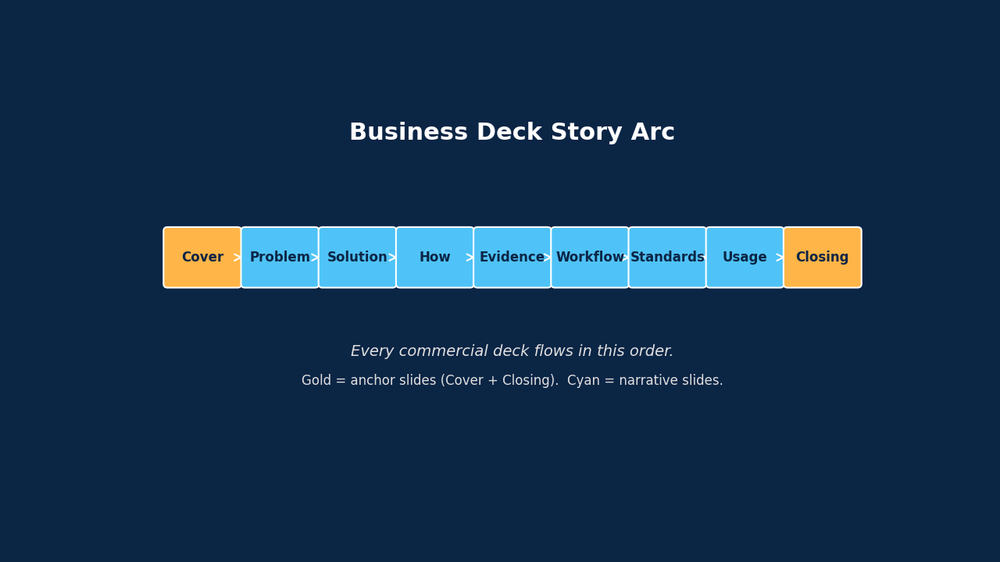 Business Deck Story Arc
Cover > Problem > Solution > How > Evidence > Workflow > Standards > Usage > Closing
Every commercial deck flows in this order.
Gold = anchor slides (Cover + Closing).  Cyan = narrative slides.